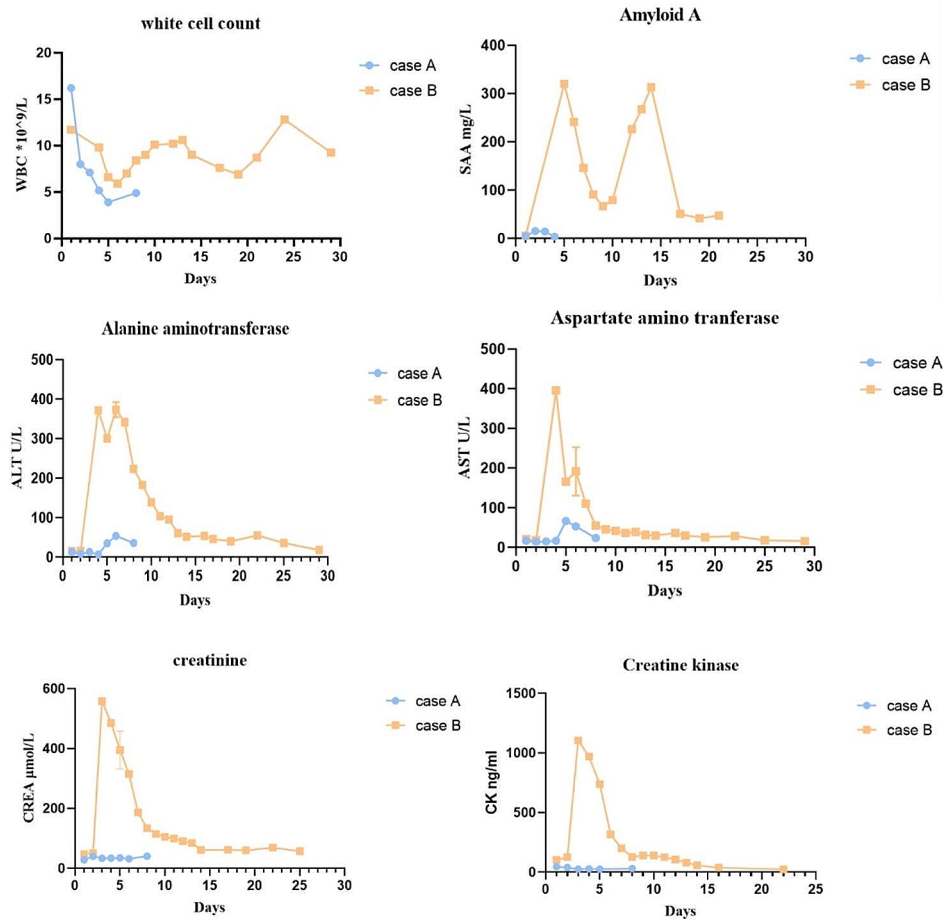 white cell count
20
15
10
5
0
WBC *10^9/L
0 5 10 15 20 25 30
Days
case A
case B
Amyloid A
400
300
200
100
0
SAA mg/L
0 5 10 15 20 25 30
Days
case A
case B
Alanine aminotransferase
500
400
300
200
100
0
ALT U/L
0 5 10 15 20 25 30
Days
case A
case B
Aspartate amino tranferase
500
400
300
200
100
0
AST U/L
0 5 10 15 20 25 30
Days
case A
case B
creatinine
600
400
200
0
CREA µmol/L
0 5 10 15 20 25 30
Days
case A
case B
Creatine kinase
1500
1000
500
0
CK ng/ml
0 5 10 15 20 25
Days
case A
case B